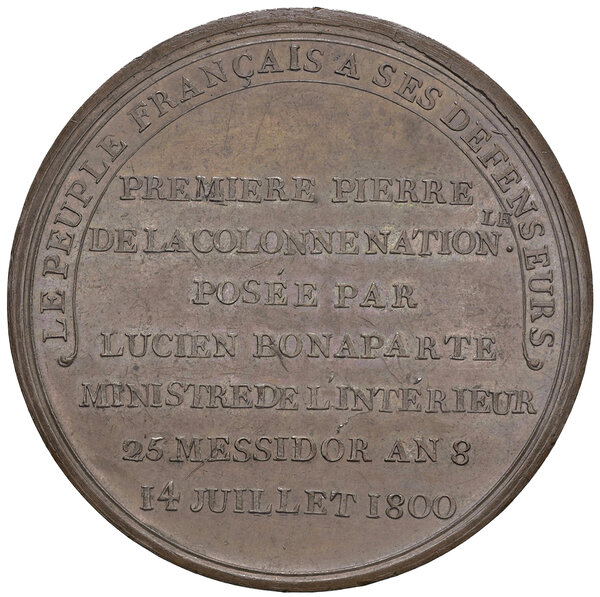 LE PEUPLE FRANÇAIS A SES DÉFENSEURS
PREMIERE PIERRE
DE LA COLONNE NATION.LE
POSÉE PAR
LUCIEN BONAPARTE
MINISTRE DE L'INTÉRIEUR
25 MESSIDOR AN 8
14 JUILLET 1800